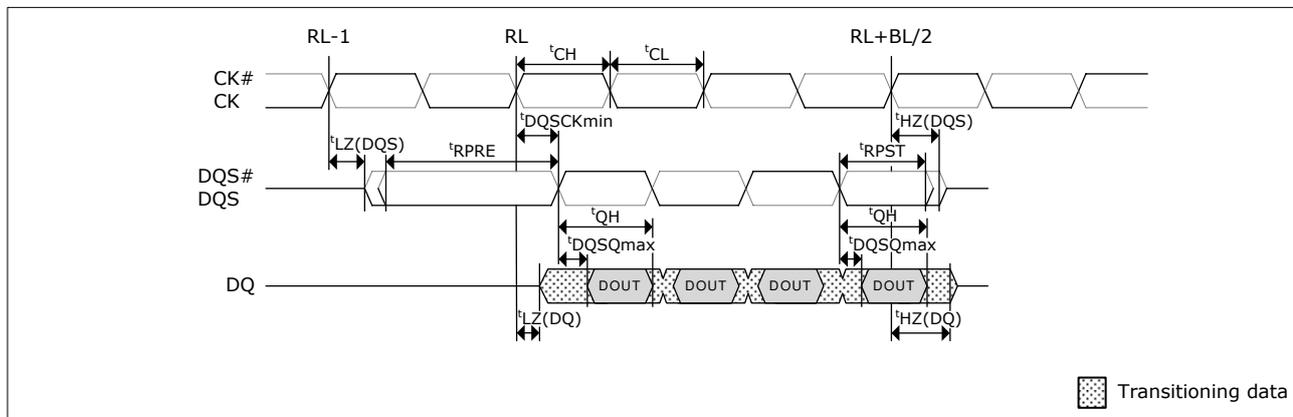 RL-1 RL RL+BL/2
tCH tCL
CK#
CK
tDQSCKmin tHZ(DQS)
tLZ(DQS) tRPRE tRPST
DQS#
DQS
tQH tQH
tDQSQmax tDQSQmax
DQ DOUT DOUT DOUT DOUT
tLZ(DQ) tHZ(DQ)
Transitioning data